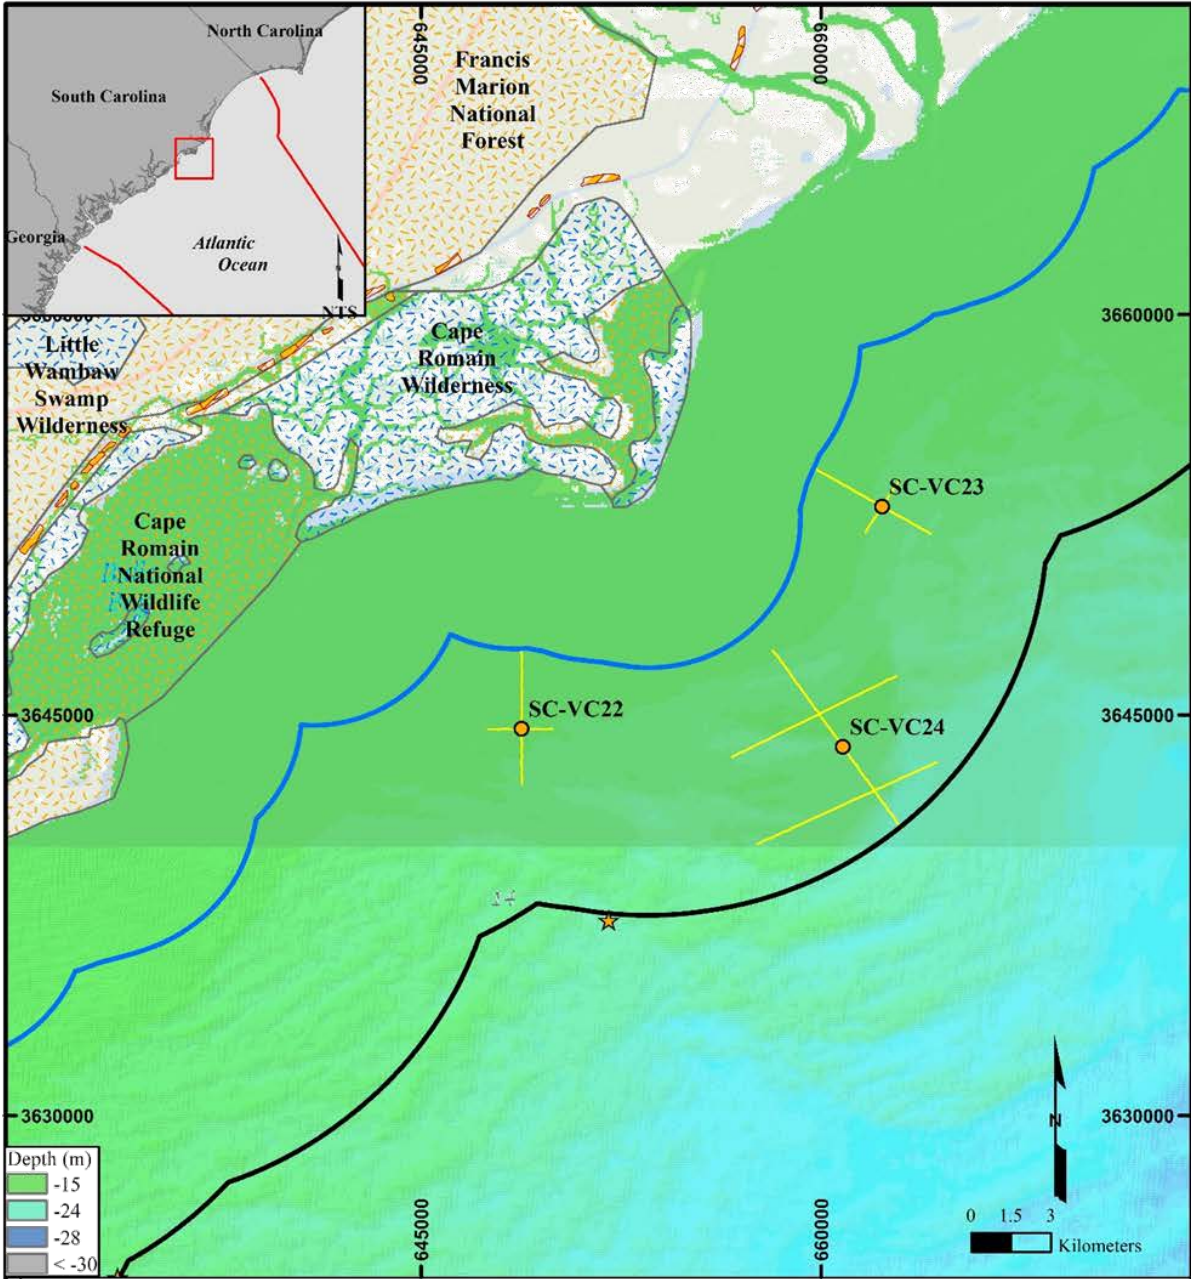 North Carolina
South Carolina
Georgia
Atlantic
Ocean
NTS
645000
660000
Francis
Marion
National
Forest
3660000
Little
Wambaw
Swamp
Wilderness
Cape
Romain
Wilderness
Cape
Romain
National
Wildlife
Refuge
SC-VC23
SC-VC22
SC-VC24
3645000
3645000
3630000
3630000
N
Depth (m)
-15
-24
-28
< -30
645000
660000
0 1.5 3
Kilometers